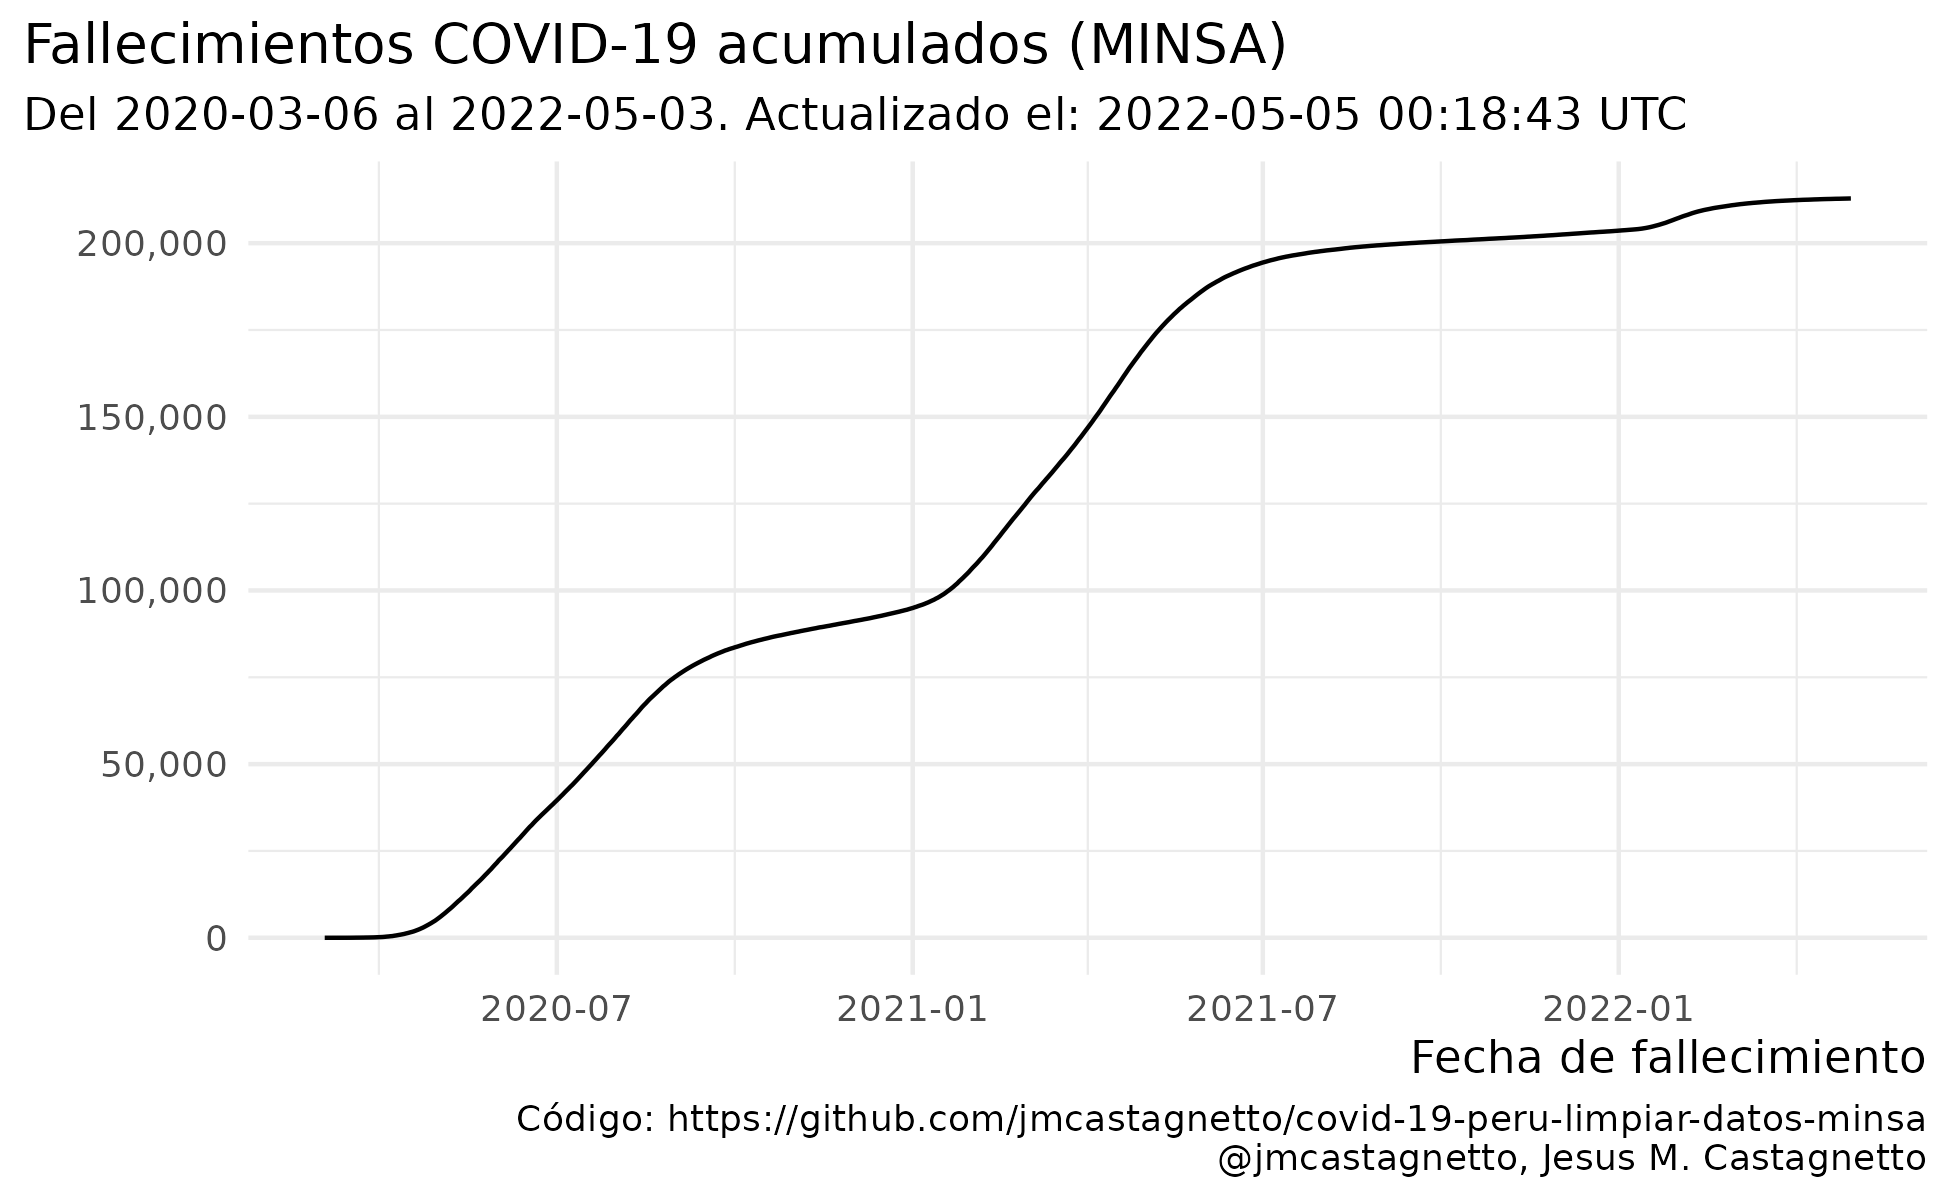 Fallecimientos COVID-19 acumulados (MINSA)
Del 2020-03-06 al 2022-05-03. Actualizado el: 2022-05-05 00:18:43 UTC
200,000
150,000
100,000
50,000
0
2020-07 2021-01 2021-07 2022-01
Fecha de fallecimiento
Código: https://github.com/jmcastagnetto/covid-19-peru-limpiar-datos-minsa
@jmcastagnetto, Jesus M. Castagnetto